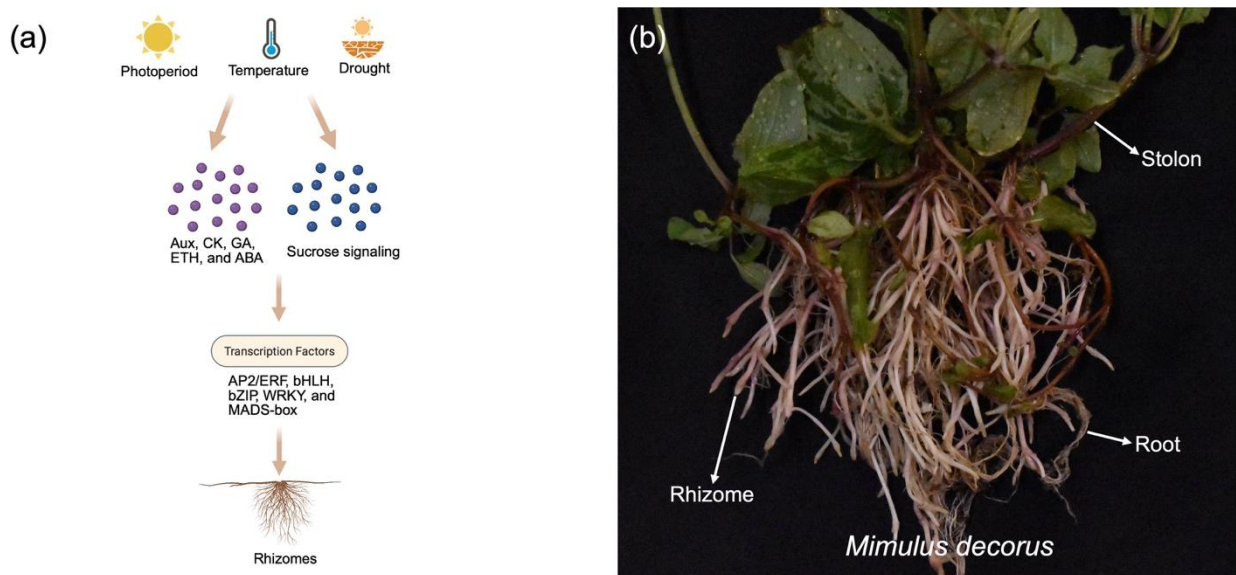 (a)
Photoperiod
Temperature
Drought
Aux, CK, GA,
ETH, and ABA
Sucrose signaling
Transcription Factors
AP2/ERF, bHLH,
bZIP, WRKY, and
MADS-box
Rhizomes
(b)
Stolon
Root
Rhizome
Mimulus decorus